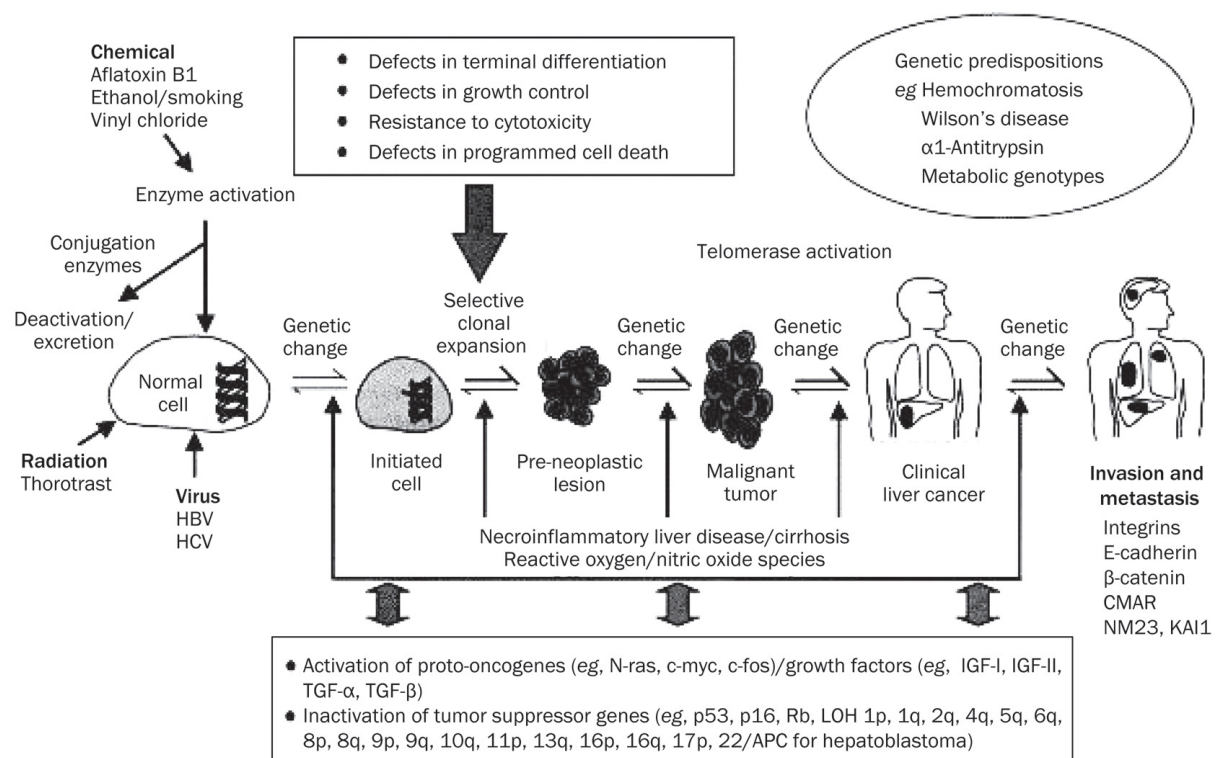 Chemical
Aflatoxin B1
Ethanol/smoking
Vinyl chloride
Enzyme activation
Conjugation
enzymes
Deactivation/
excretion
Normal
cell
Radiation
Thorotrast
Virus
HBV
HCV
● Defects in terminal differentiation
● Defects in growth control
● Resistance to cytotoxicity
● Defects in programmed cell death
Genetic predispositions
eg Hemochromatosis
Wilson's disease
α1-Antitrypsin
Metabolic genotypes
Telomerase activation
Genetic
change
Selective
clonal
expansion
Genetic
change
Genetic
change
Genetic
change
Initiated
cell
Pre-neoplastic
lesion
Malignant
tumor
Clinical
liver cancer
Invasion and
metastasis
Integrins
E-cadherin
β-catenin
CMAR
NM23, KAI1
Necroinflammatory liver disease/cirrhosis
Reactive oxygen/nitric oxide species
● Activation of proto-oncogenes (eg, N-ras, c-myc, c-fos)/growth factors (eg, IGF-I, IGF-II,
TGF-α, TGF-β)
● Inactivation of tumor suppressor genes (eg, p53, p16, Rb, LOH 1p, 1q, 2q, 4q, 5q, 6q,
8p, 8q, 9p, 9q, 10q, 11p, 13q, 16p, 16q, 17p, 22/APC for hepatoblastoma)